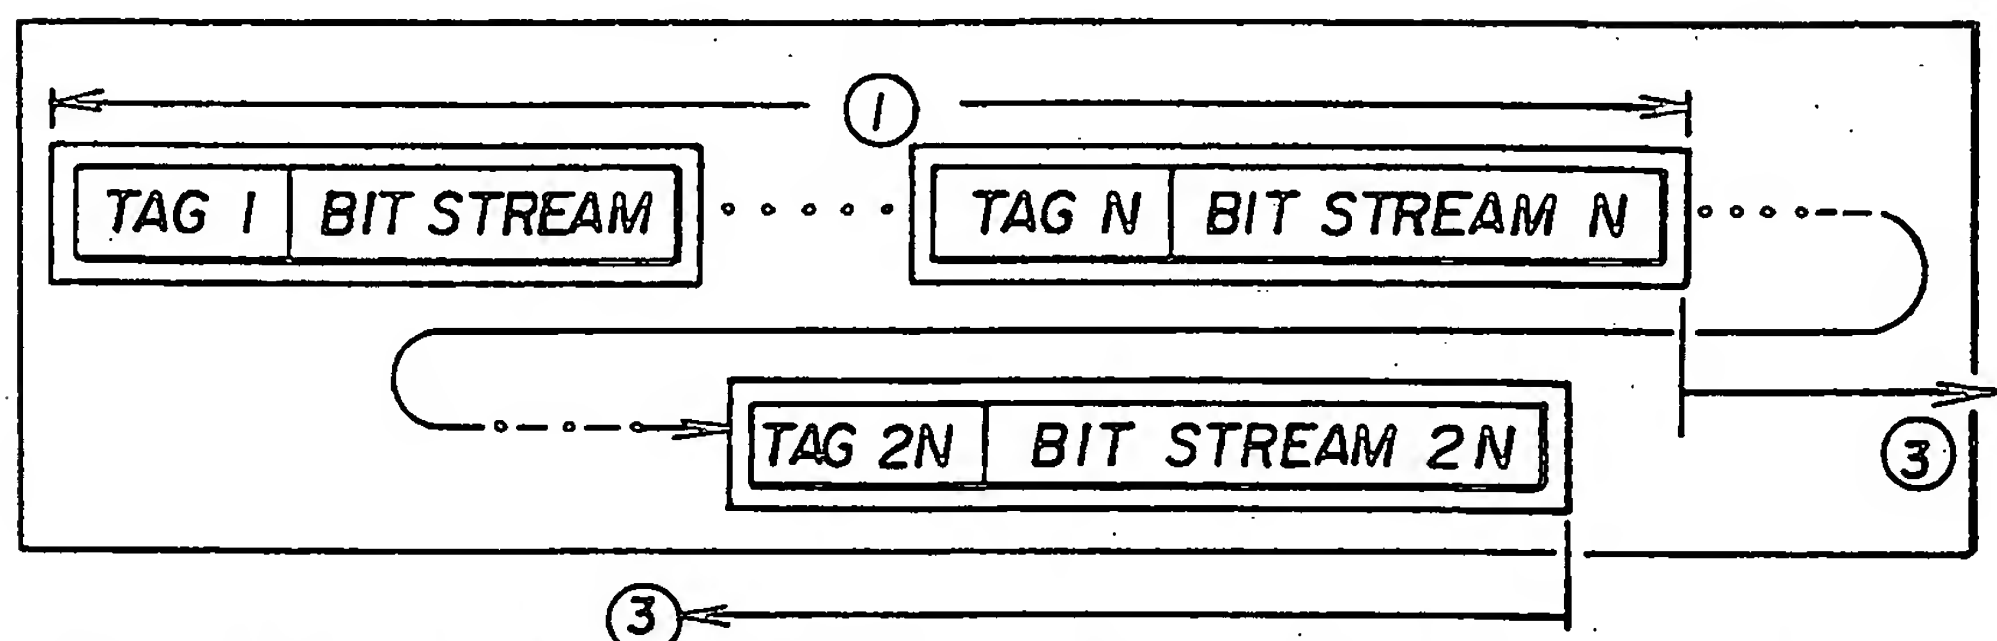 1
TAG 1 BIT STREAM TAG N BIT STREAM N
TAG 2N BIT STREAM 2N
3
3